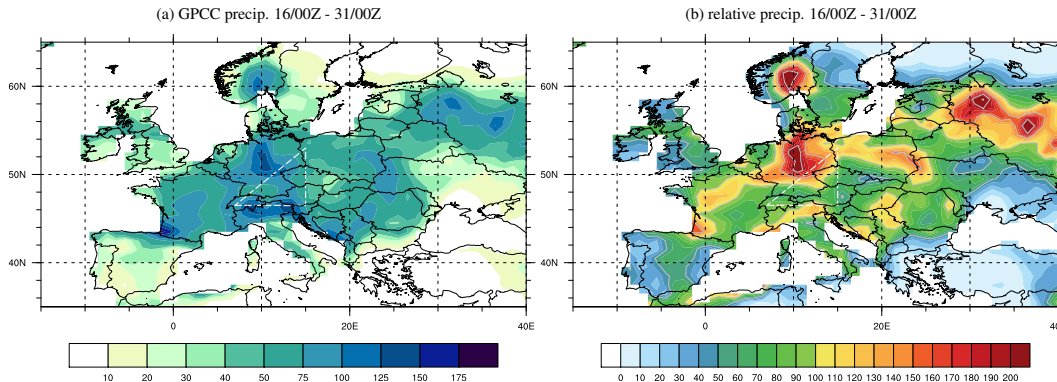 (a) GPCC precip. 16/00Z - 31/00Z
(b) relative precip. 16/00Z - 31/00Z
60N
50N
40N
0
20E
40E
60N
50N
40N
0
20E
40E
10 20 30 40 50 75 100 125 150 175
0 10 20 30 40 50 60 70 80 90 100 110 120 130 140 150 160 170 180 190 200